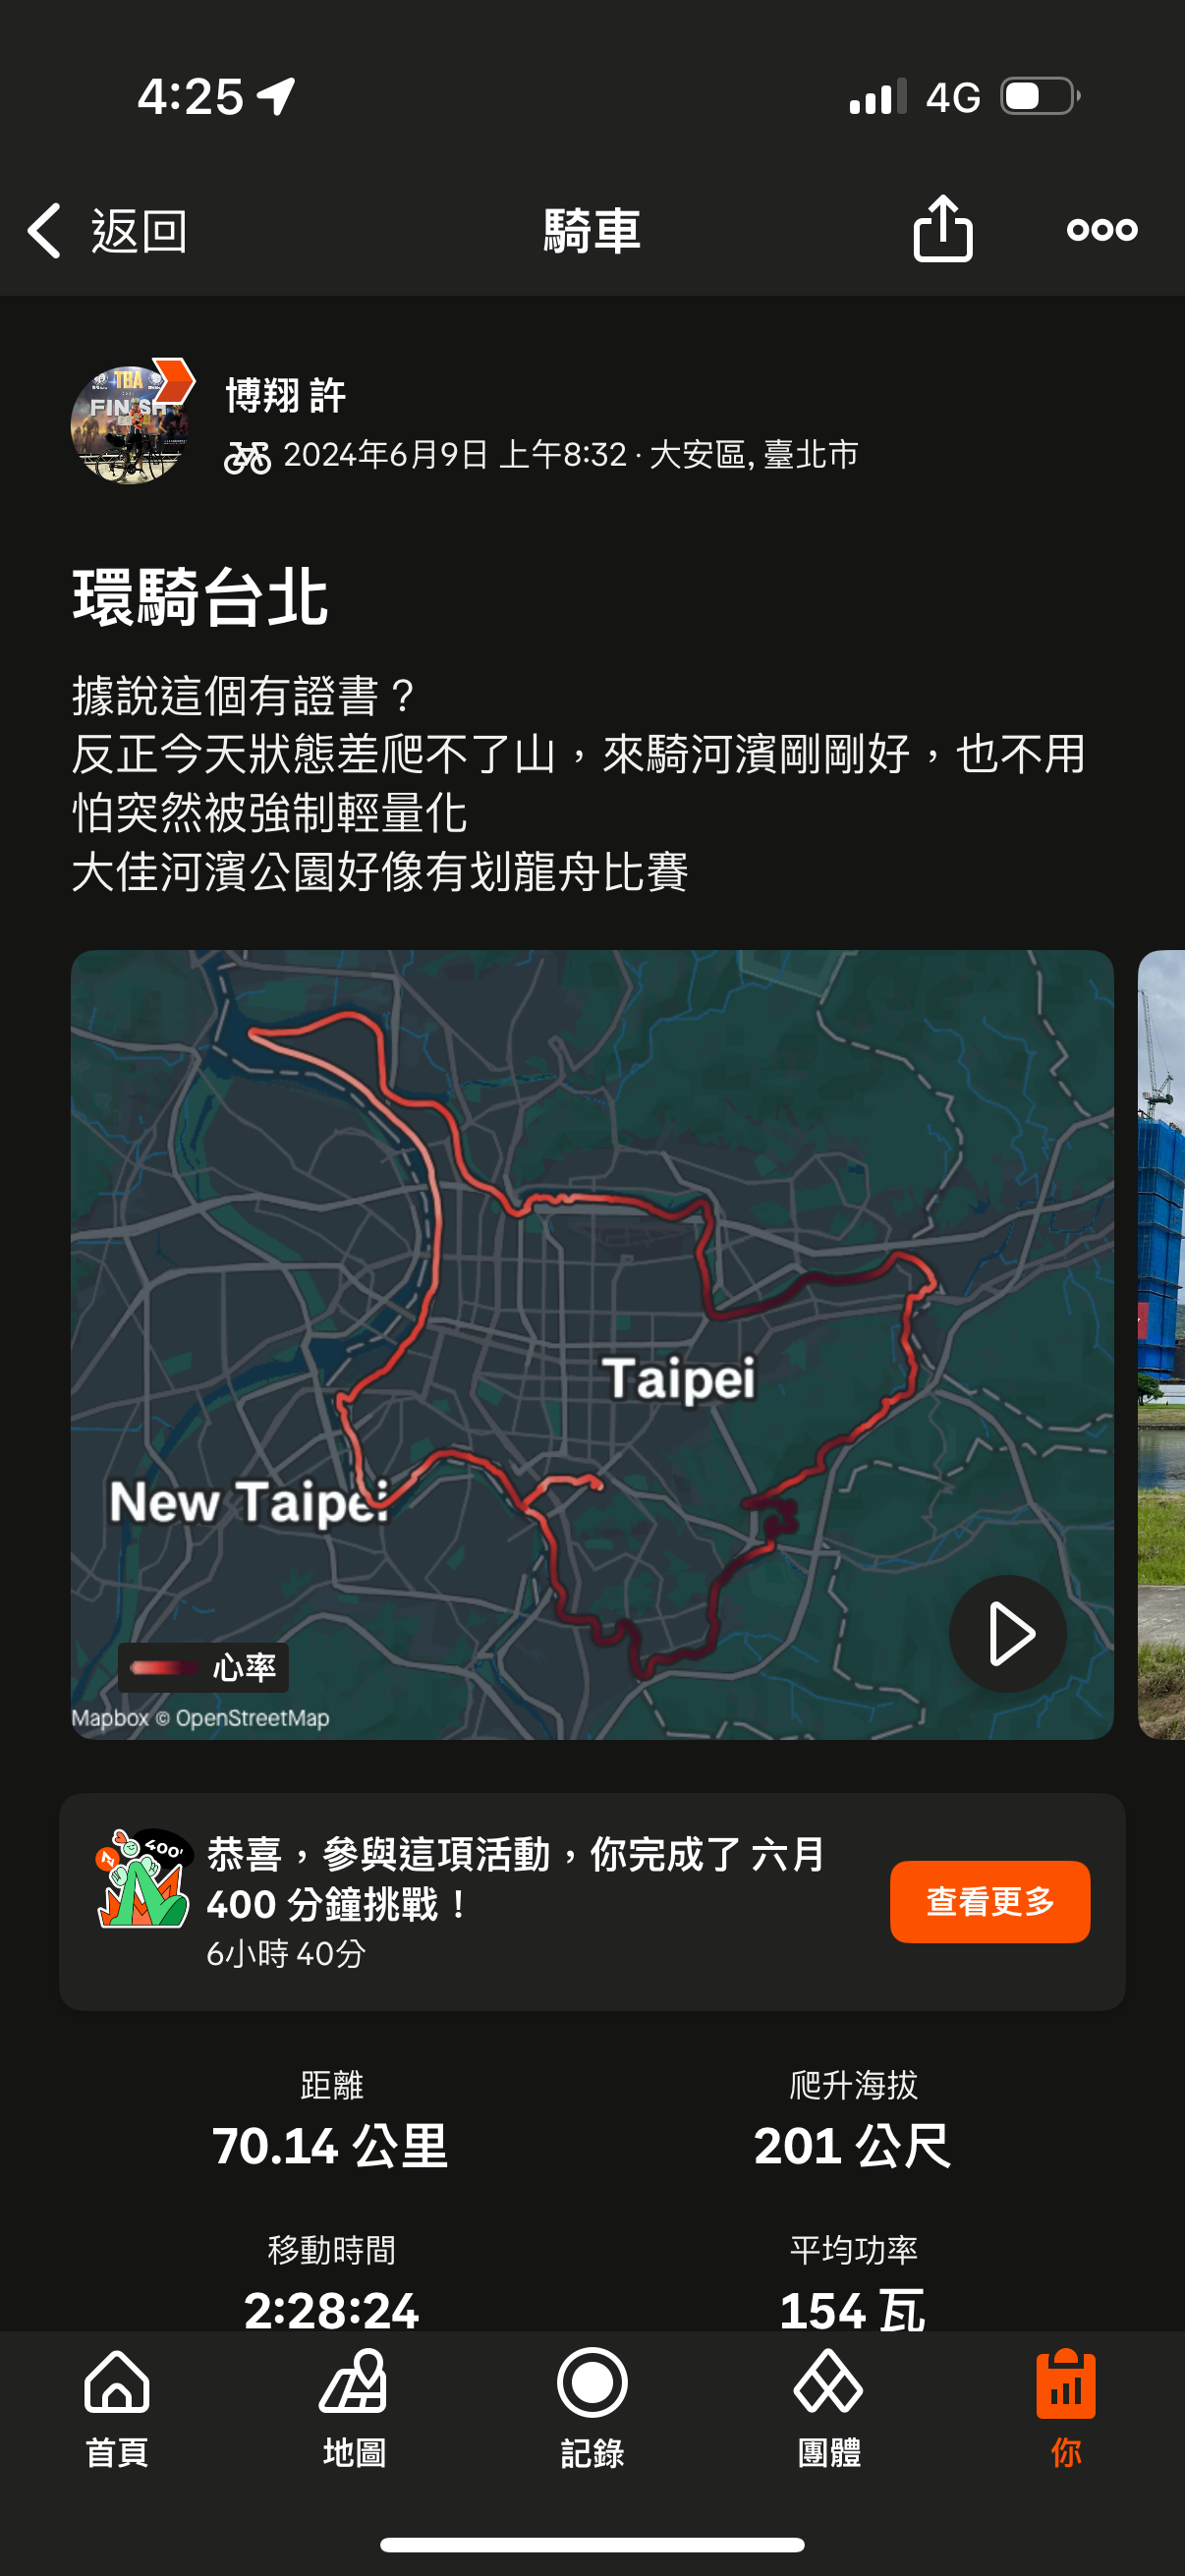 4:25
4G
返回
騎車
TBA
FINISH
博翔 許
2024年6月9日 上午8:32 · 大安區, 臺北市
環騎台北
據說這個有證書？
反正今天狀態差爬不了山，來騎河濱剛剛好，也不用
怕突然被強制輕量化
大佳河濱公園好像有划龍舟比賽
Taipei
New Taipei
心率
Mapbox © OpenStreetMap
400'
恭喜，參與這項活動，你完成了 六月
400 分鐘挑戰！
6小時 40分
查看更多
距離
爬升海拔
70.14 公里
201 公尺
移動時間
平均功率
2:28:24
154 瓦
首頁
地圖
記錄
團體
你